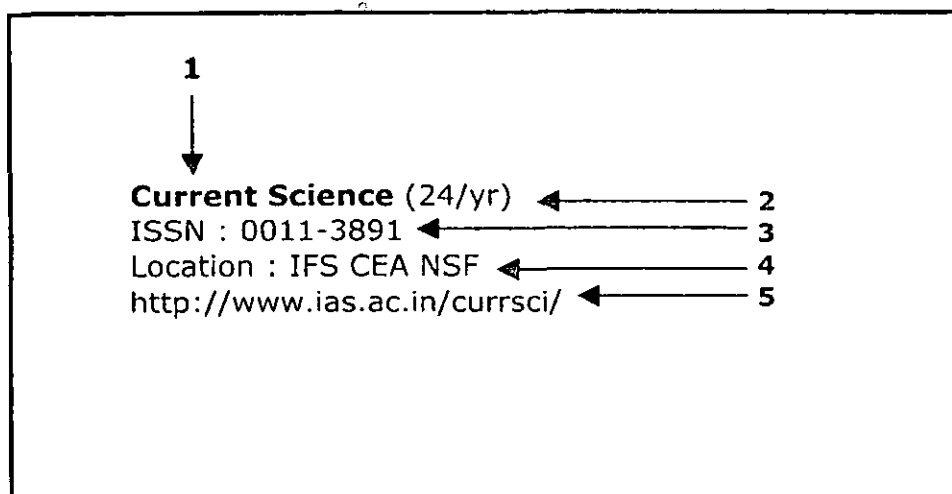 1
Current Science (24/yr) 2
ISSN : 0011-3891 3
Location : IFS CEA NSF 4
http://www.ias.ac.in/currsci/ 5